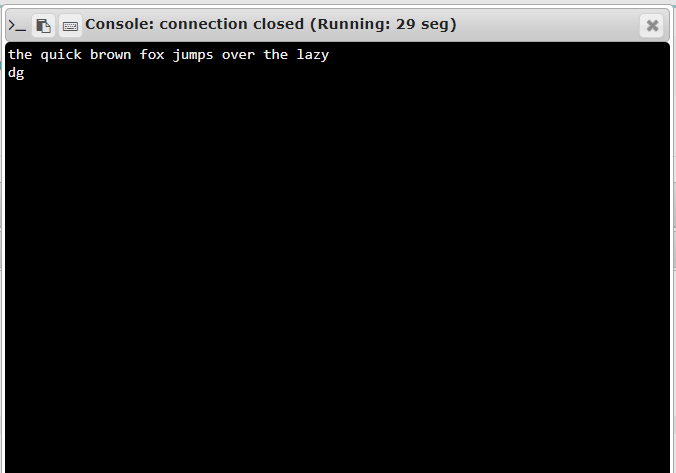 Console: connection closed (Running: 29 seg)
the quick brown fox jumps over the lazy
dg